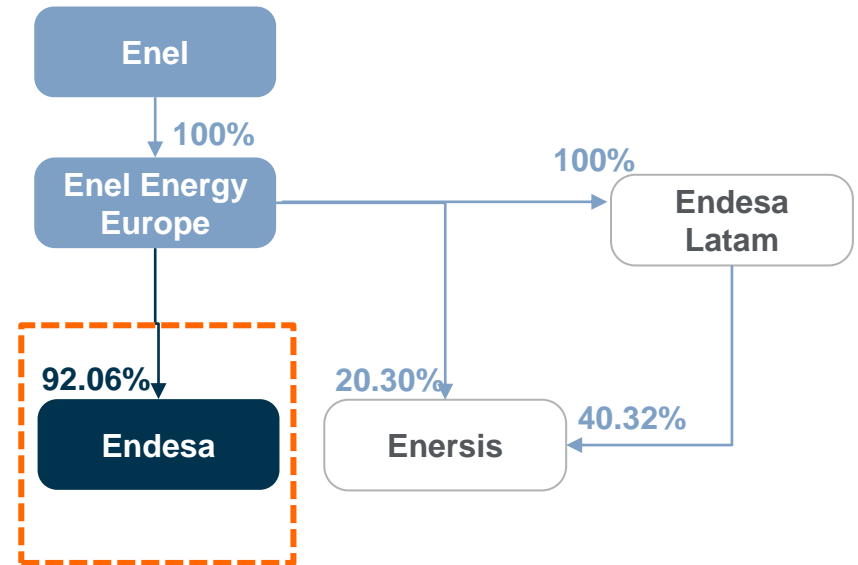 Enel
100%
Enel Energy
Europe
100%
Endesa
Latam
92.06%
20.30%
40.32%
Endesa
Enersis